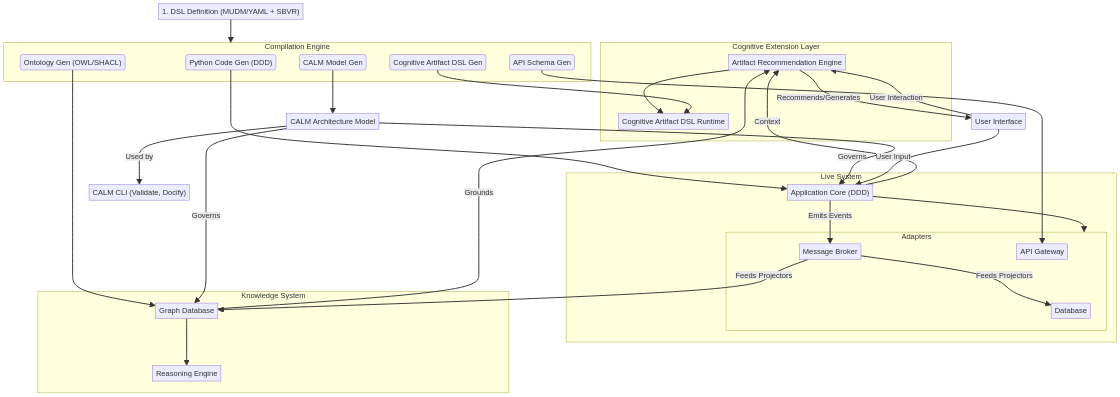 1. DSL Definition (MUDM/YAML + SBVR)
Compilation Engine
Ontology Gen (OWL/SHACL)
Python Code Gen (DDD)
CALM Model Gen
Cognitive Artifact DSL Gen
API Schema Gen
Cognitive Extension Layer
Artifact Recommendation Engine
Recommends/Generates
User Interaction
Cognitive Artifact DSL Runtime
Context
User Interface
CALM Architecture Model
Used by
Governs
User Input
CALM CLI (Validate, Docify)
Grounds
Governs
Live System
Application Core (DDD)
Emits Events
Adapters
Message Broker
API Gateway
Feeds Projectors
Feeds Projectors
Database
Knowledge System
Graph Database
Reasoning Engine